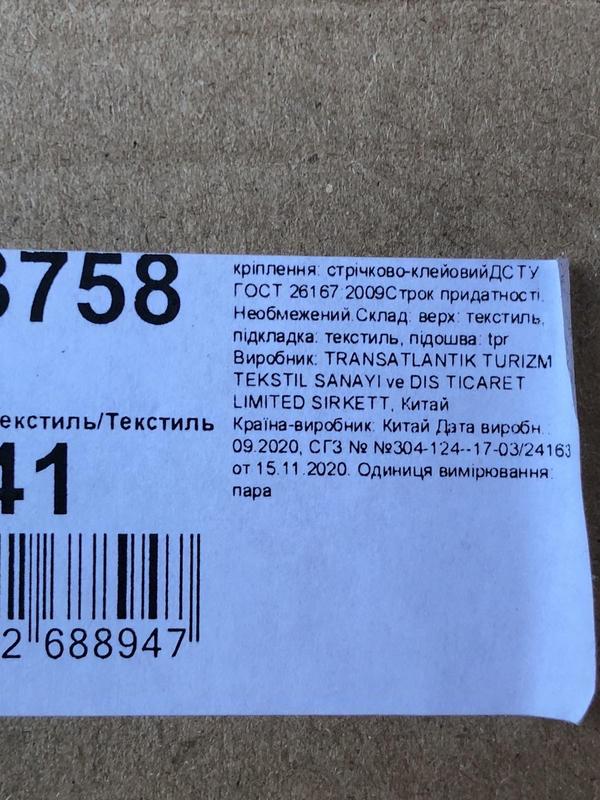 3758
кріплення: стрічково-клейовийДСТУ
ГОСТ 26167:2009Строк придатності:
Необмежений.Склад: верх: текстиль,
підкладка: текстиль, підошва: tpr
Виробник: TRANSATLANTIK TURIZM
TEKSTIL SANAYI ve DIS TICARET
LIMITED SIRKETT, Китай
Країна-виробник: Китай Дата виробн.:
09.2020, СГЗ № №304-124--17-03/24163
от 15.11.2020. Одиниця вимірювання:
пара
екстиль/Текстиль
41
2 688947